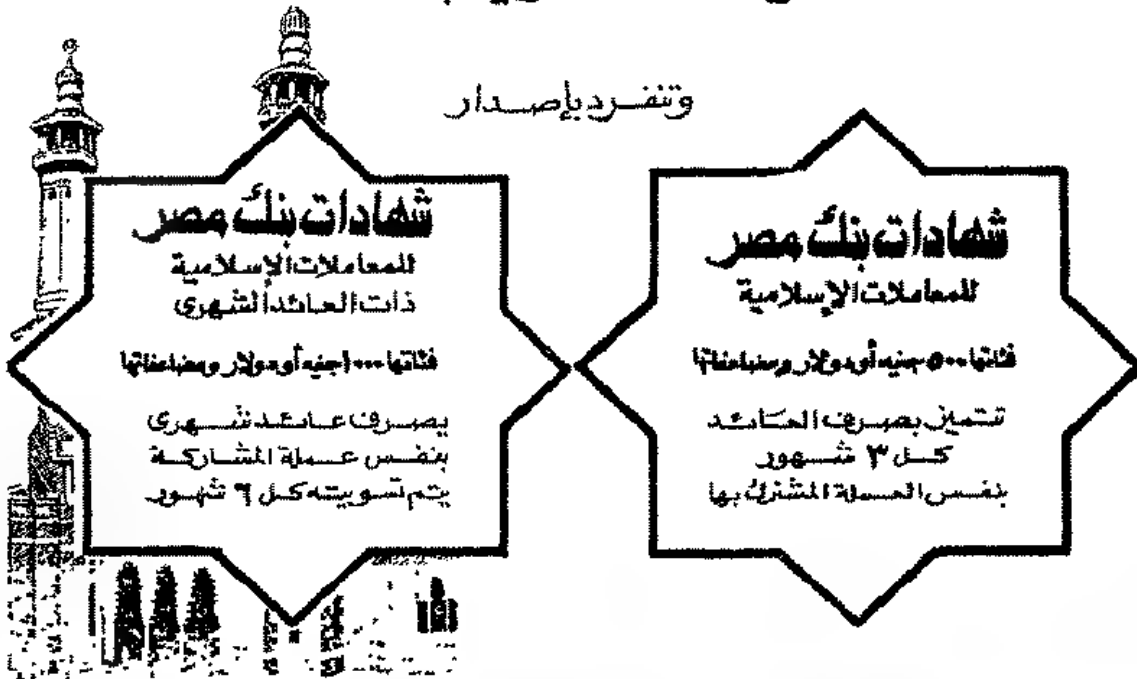 وتنفرد بإصدار
شهادات بنك مصر
للمعاملات الإسلامية
فئاتها ٥٠٠ جنيه أو دولار ومضاعفاتها
تتميز بصرف العائد
كل ٣ شهور
بنفس العملة المشترك بها
شهادات بنك مصر
للمعاملات الإسلامية
ذات العائد الشهرى
فئاتها ١٠٠٠ جنيه أو دولار ومضاعفاتها
يصرف عائد شهرى
بنفس عملة المشاركة
يتم تسويته كل ٦ شهور